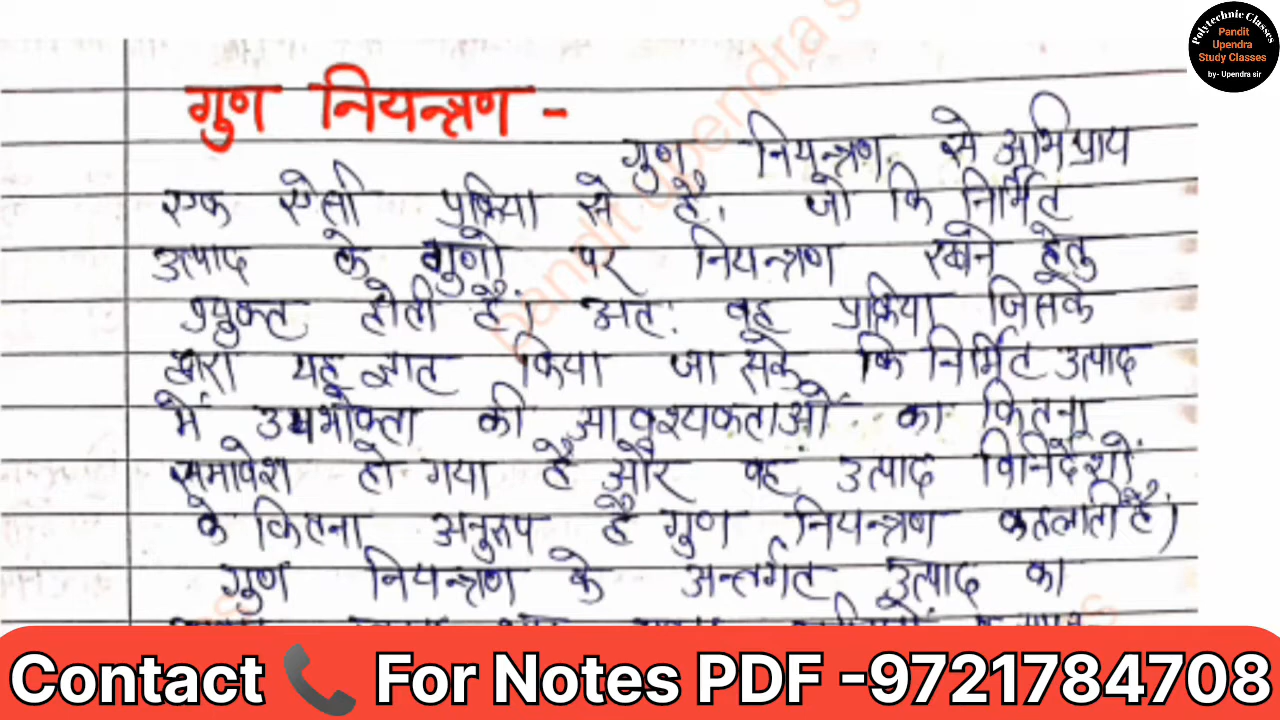 Polytechnic Classes
Pandit
Upendra
Study Classes
by- Upendra sir
गुण नियन्त्रण -
गुण नियन्त्रण से अभिप्राय
एक ऐसी प्रक्रिया से है। जो कि निर्मित
उत्पाद के गुणो पर नियन्त्रण रखने हेतु
प्रयुक्त होती है। अत: वह प्रक्रिया जिसके
द्वारा यह ज्ञात किया जा सके कि निर्मित उत्पाद
में उपभोक्ता की आवश्यकताओं का कितना
समावेश हो गया है और वह उत्पाद विनिर्देशों
के कितना अनुरूप है गुण नियन्त्रण कहलाती है।
गुण नियन्त्रण के अन्तर्गत उत्पाद का
pandit upendra s
Contact For Notes PDF -9721784708